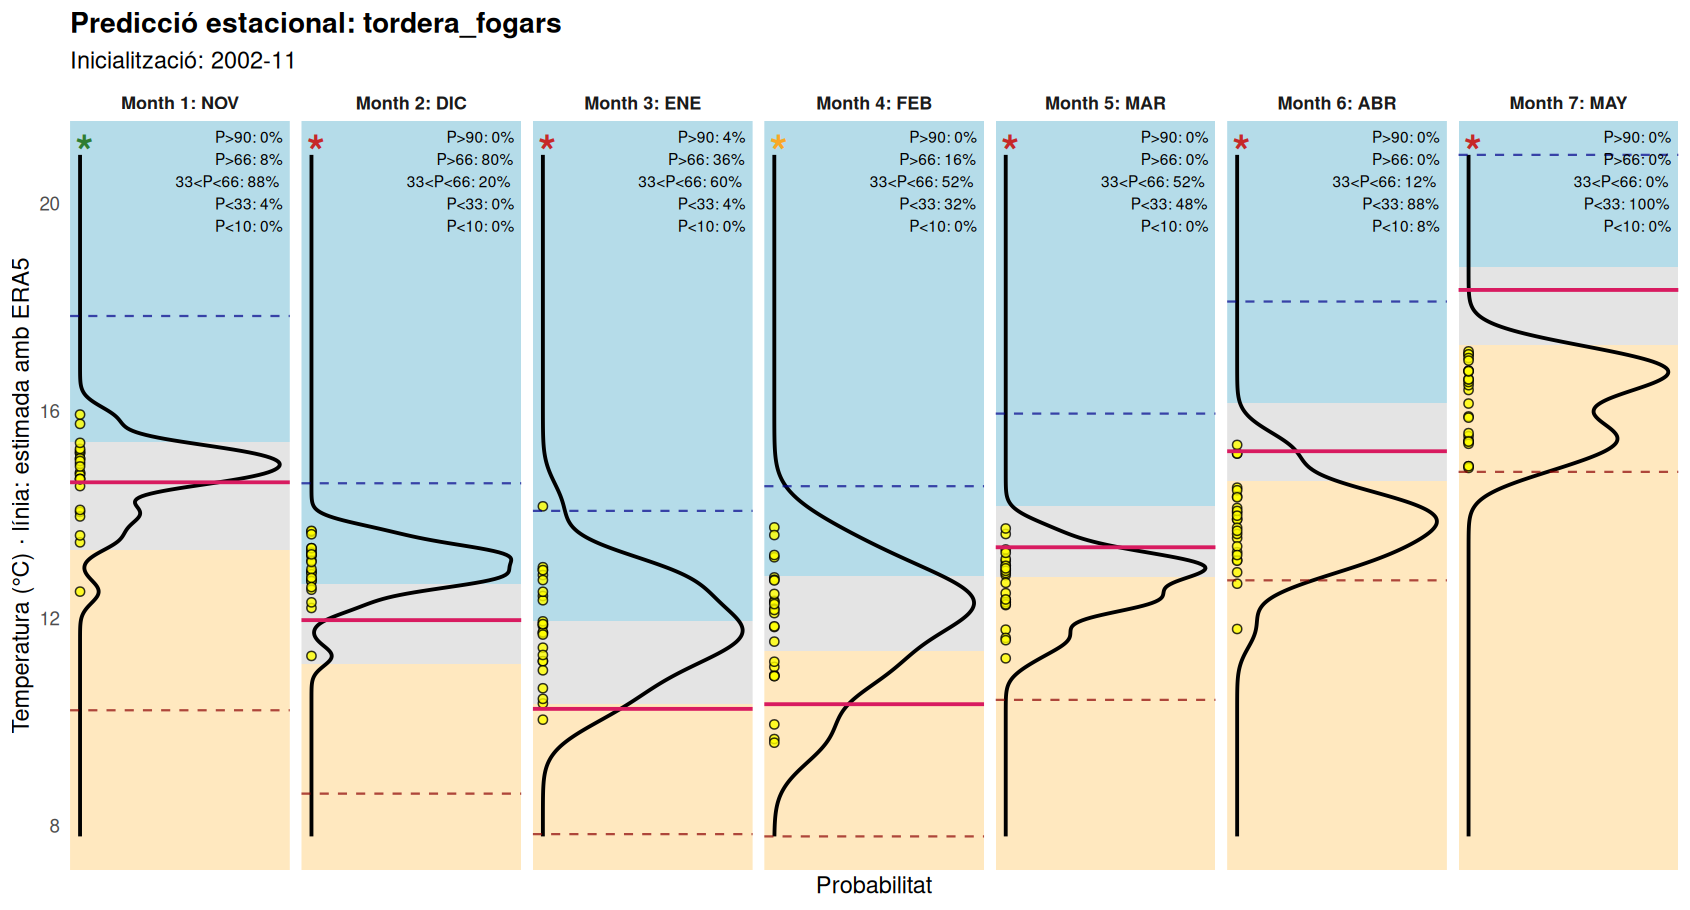 Predicció estacional: tordera_fogars
Inicialització: 2002-11
Month 1: NOV
Month 2: DIC
Month 3: ENE
Month 4: FEB
Month 5: MAR
Month 6: ABR
Month 7: MAY
*
P>90: 0%
P>66: 8%
33<P<66: 88%
P<33: 4%
P<10: 0%
*
P>90: 0%
P>66: 80%
33<P<66: 20%
P<33: 0%
P<10: 0%
*
P>90: 4%
P>66: 36%
33<P<66: 60%
P<33: 4%
P<10: 0%
*
P>90: 0%
P>66: 16%
33<P<66: 52%
P<33: 32%
P<10: 0%
*
P>90: 0%
P>66: 0%
33<P<66: 52%
P<33: 48%
P<10: 0%
*
P>90: 0%
P>66: 0%
33<P<66: 12%
P<33: 88%
P<10: 8%
*
P>90: 0%
P>66: 0%
33<P<66: 0%
P<33: 100%
P<10: 0%
20
16
12
8
Temperatura (°C) · línia: estimada amb ERA5
Probabilitat